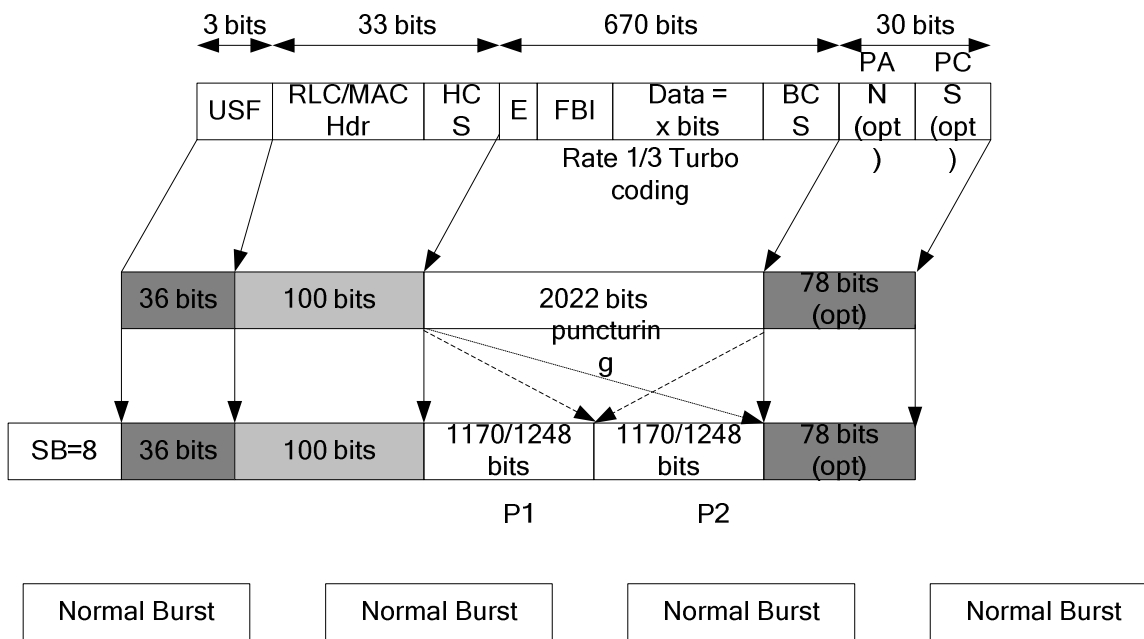 3 bits 33 bits 670 bits 30 bits
USF
RLC/MAC
Hdr
HC
S
E
FBI
Data =
x bits
BC
S
PA
N
(opt
)
PC
S
(opt
)
Rate 1/3 Turbo
coding
36 bits
100 bits
2022 bits
78 bits
(opt)
puncturin
g
SB=8
36 bits
100 bits
1170/1248
bits
1170/1248
bits
78 bits
(opt)
P1
P2
Normal Burst
Normal Burst
Normal Burst
Normal Burst